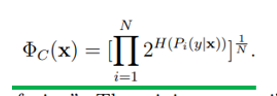 Φ_C(x) = [∏_{i=1}^{N} 2^{H(P_i(y|x))}]^{1/N}.